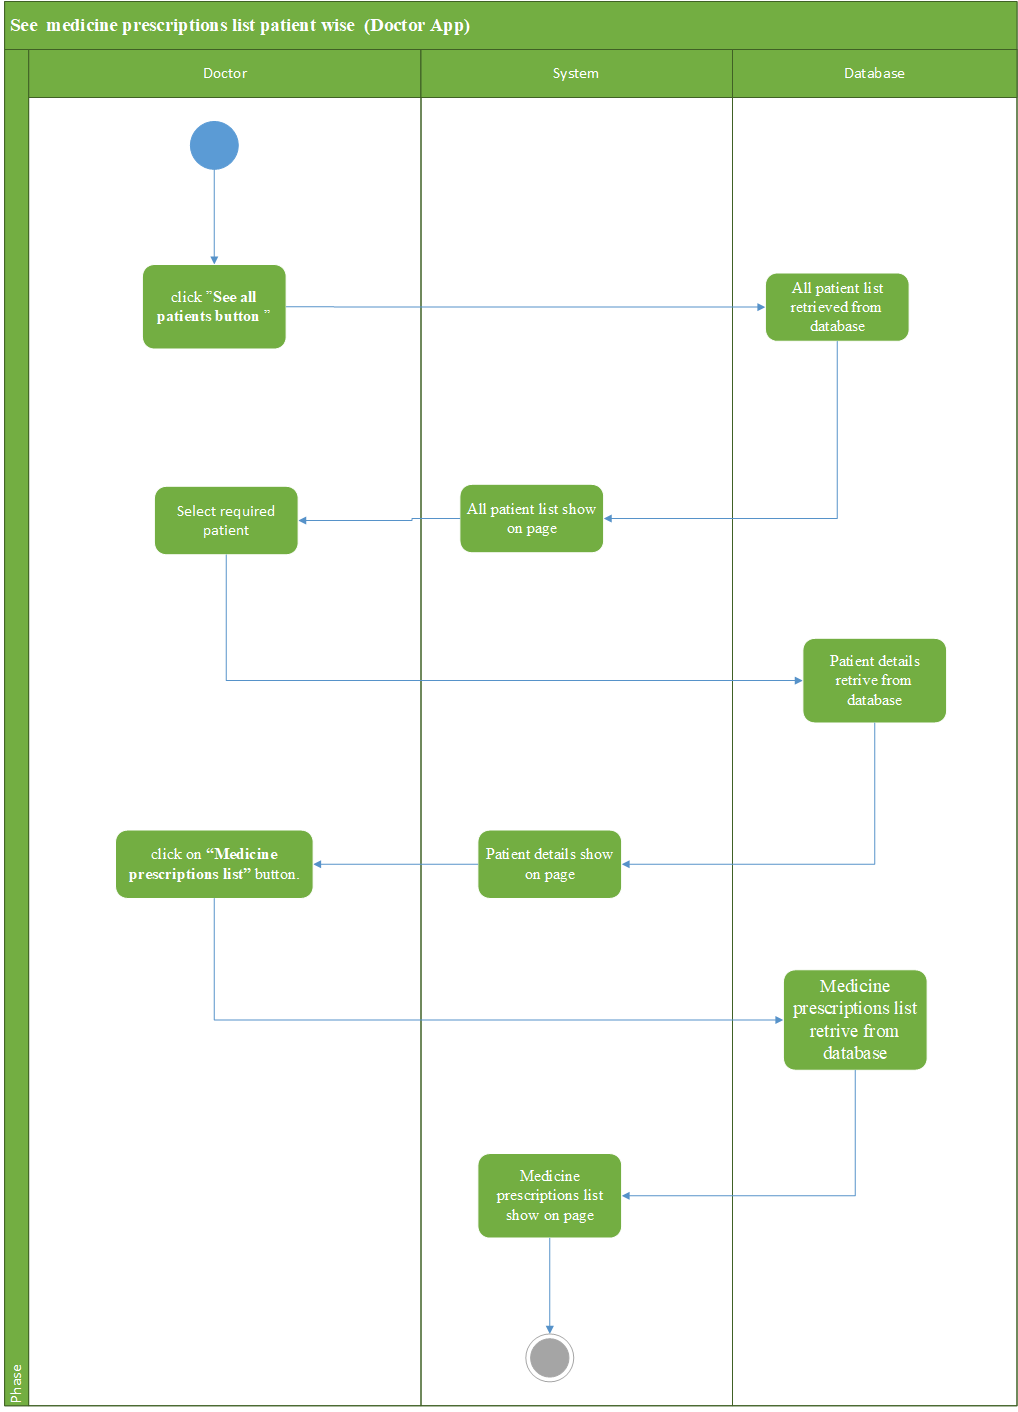 See  medicine prescriptions list patient wise  (Doctor App)
Doctor
System
Database
click ”See all
patients button ”
All patient list
retrieved from
database
Select required
patient
All patient list show
on page
Patient details
retrive from
database
click on “Medicine
prescriptions list” button.
Patient details show
on page
Medicine
prescriptions list
retrive from
database
Medicine
prescriptions list
show on page
Phase